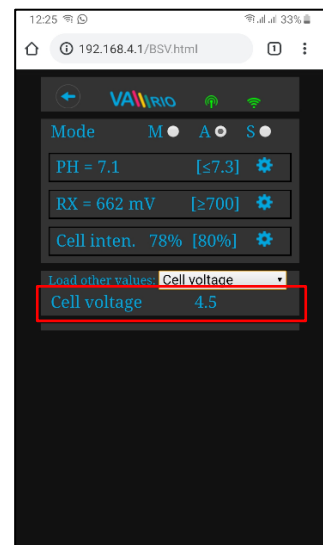 12:25 33%
192.168.4.1/BSV.html 1
VA\\\RIO
Mode M A S
PH = 7.1 [≤7.3]
RX = 662 mV [≥700]
Cell inten. 78% [80%]
Load other values: Cell voltage
Cell voltage 4.5